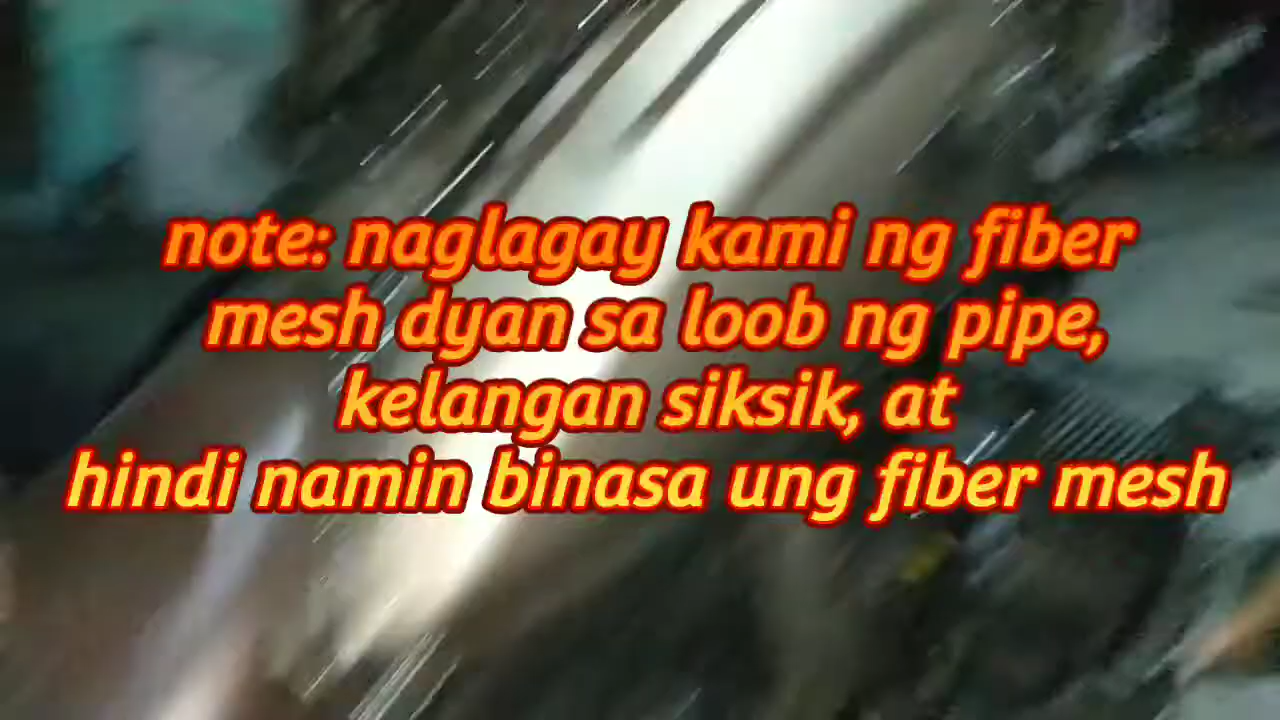 note: naglagay kami ng fiber
mesh dyan sa loob ng pipe,
kelangan siksik, at
hindi namin binasa ung fiber mesh